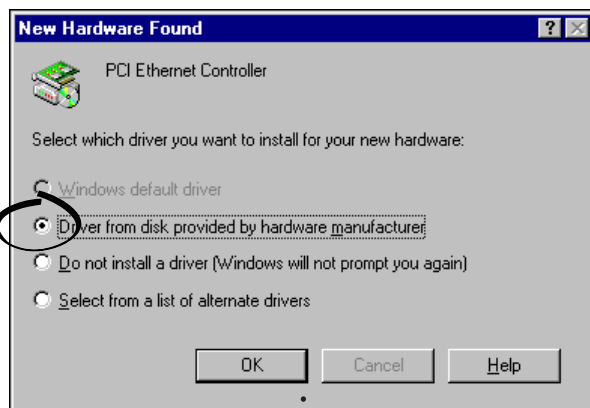 New Hardware Found
PCI Ethernet Controller
Select which driver you want to install for your new hardware:
Windows default driver
Driver from disk provided by hardware manufacturer
Do not install a driver (Windows will not prompt you again)
Select from a list of alternate drivers
OK Cancel Help